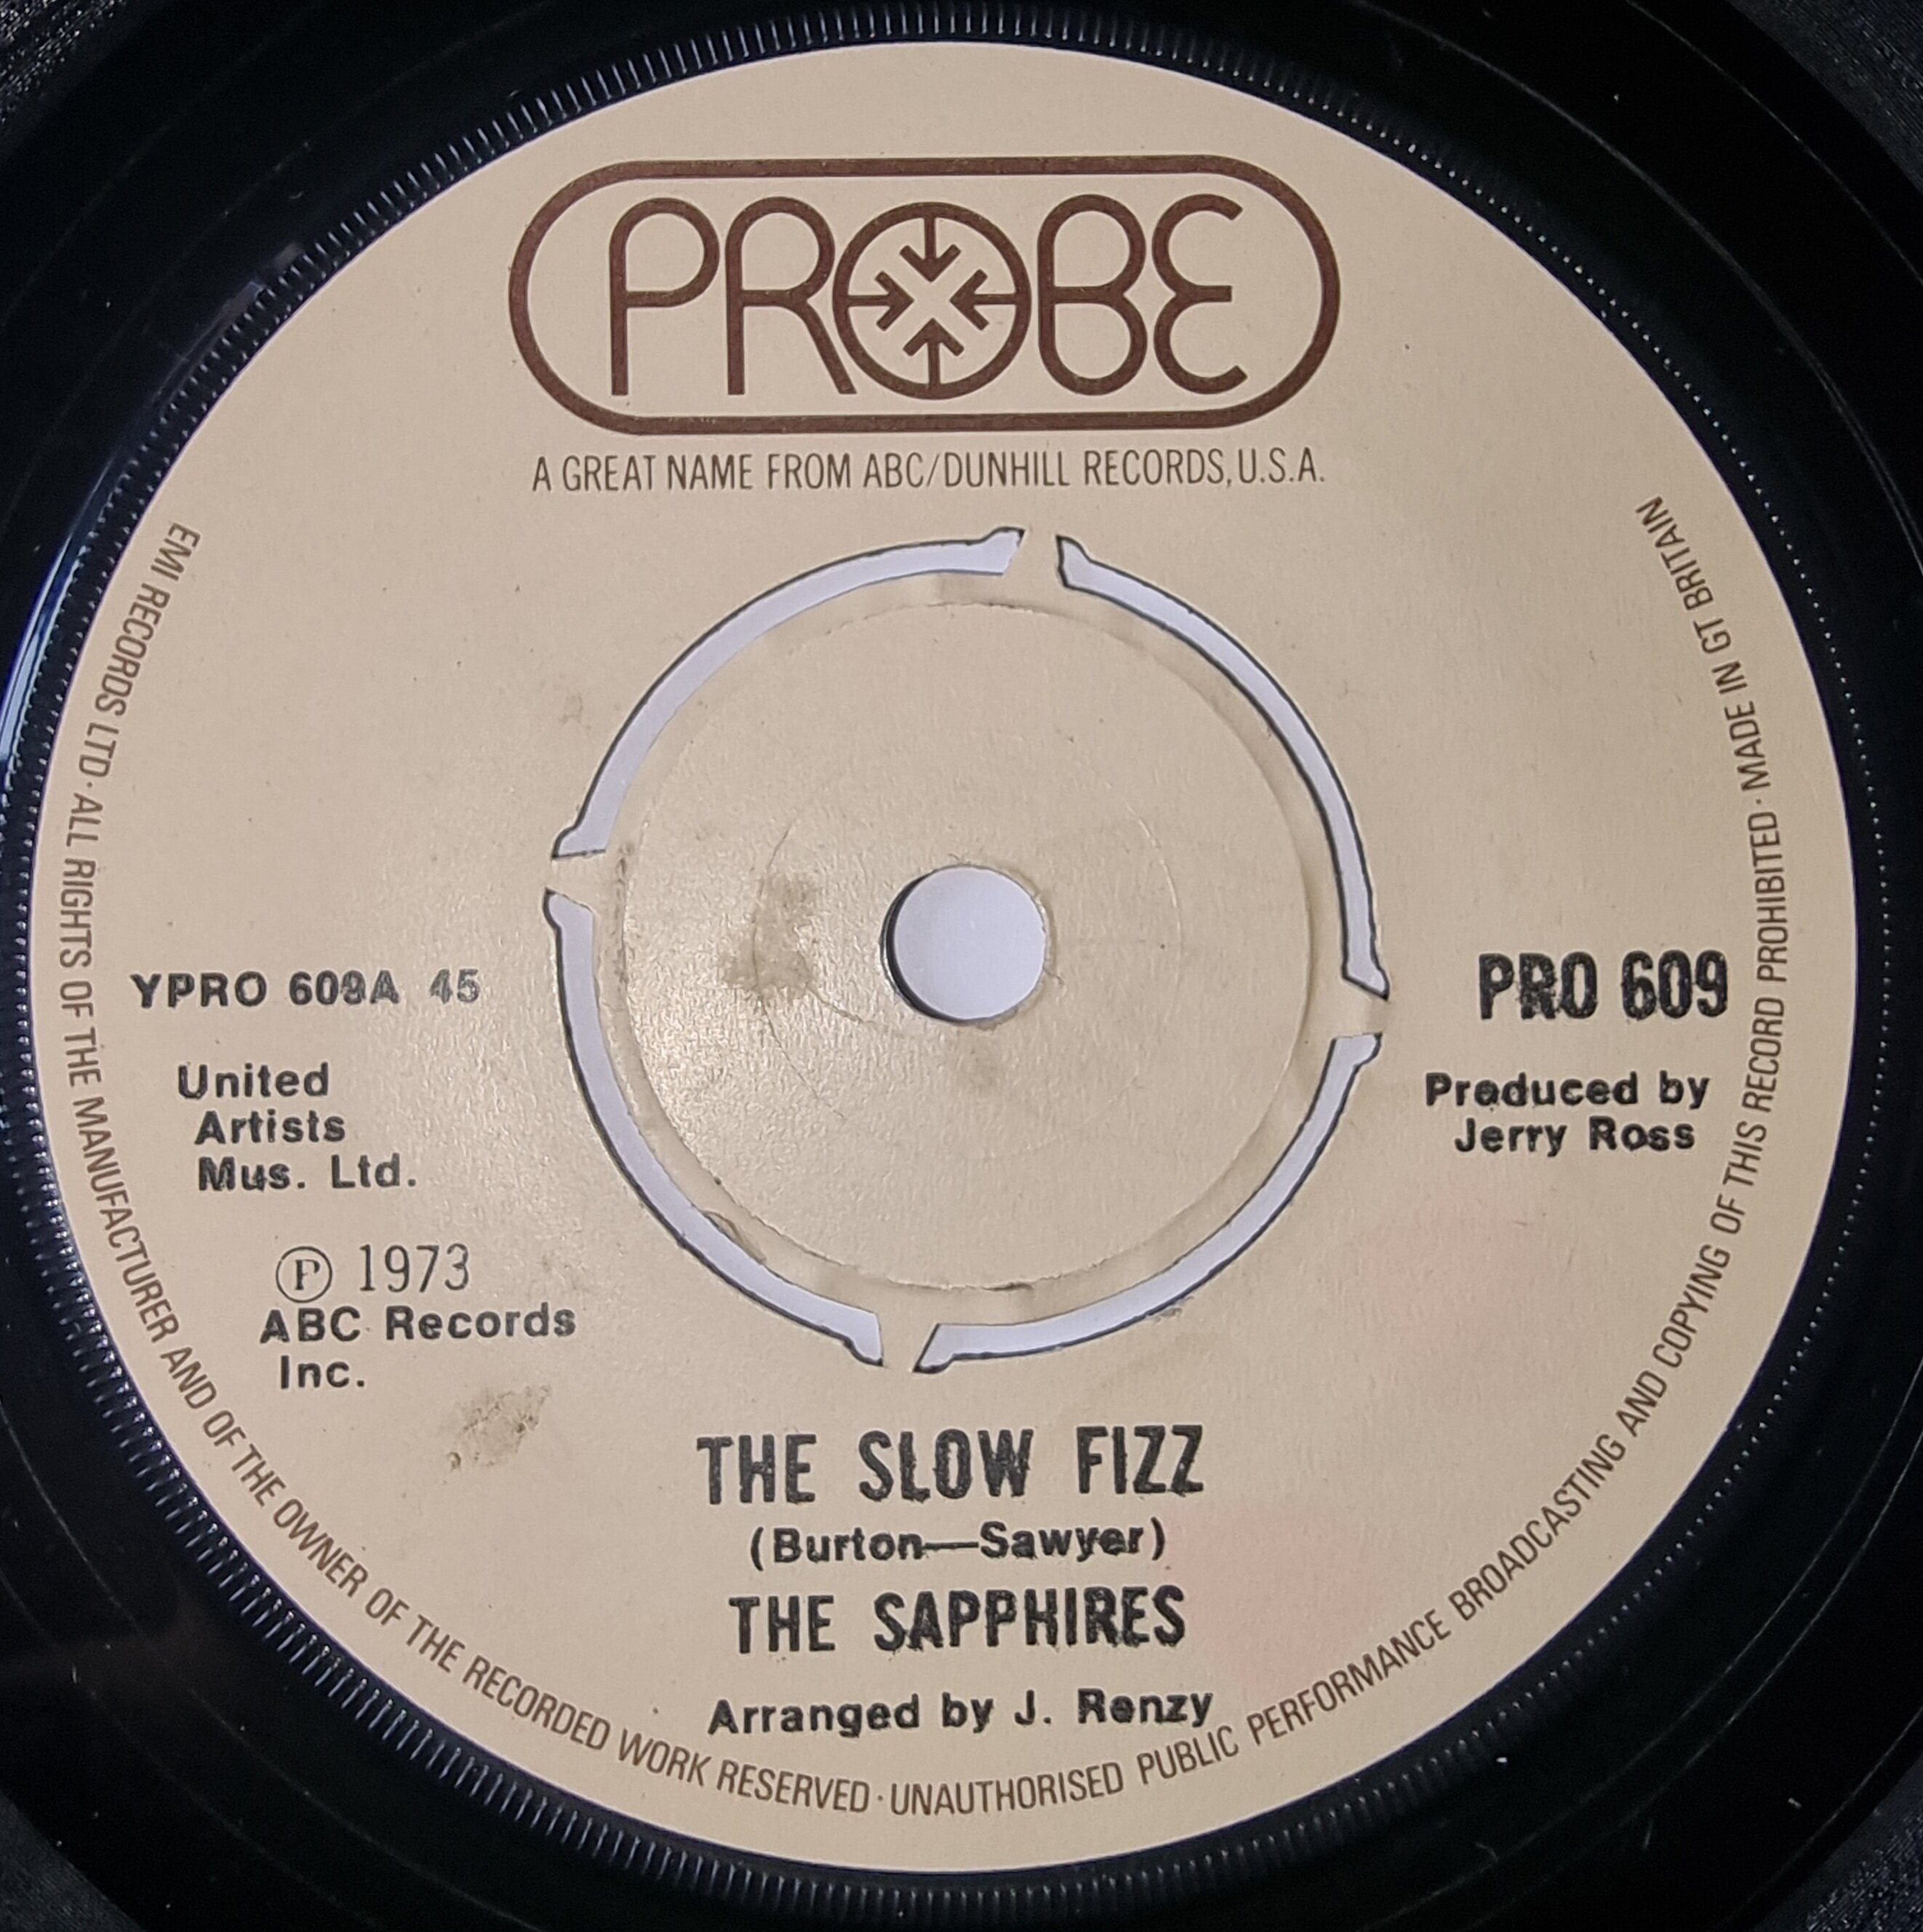 PROBE
A GREAT NAME FROM ABC/DUNHILL RECORDS, U.S.A.
EMI RECORDS LTD · ALL RIGHTS OF THE MANUFACTURER AND OF THE OWNER OF THE RECORDED WORK RESERVED · UNAUTHORISED PUBLIC PERFORMANCE BROADCASTING AND COPYING OF THIS RECORD PROHIBITED · MADE IN GT BRITAIN
YPRO 609A 45
United
Artists
Mus. Ltd.
Ⓟ 1973
ABC Records
Inc.
PRO 609
Produced by
Jerry Ross
THE SLOW FIZZ
(Burton—Sawyer)
THE SAPPHIRES
Arranged by J. Renzy